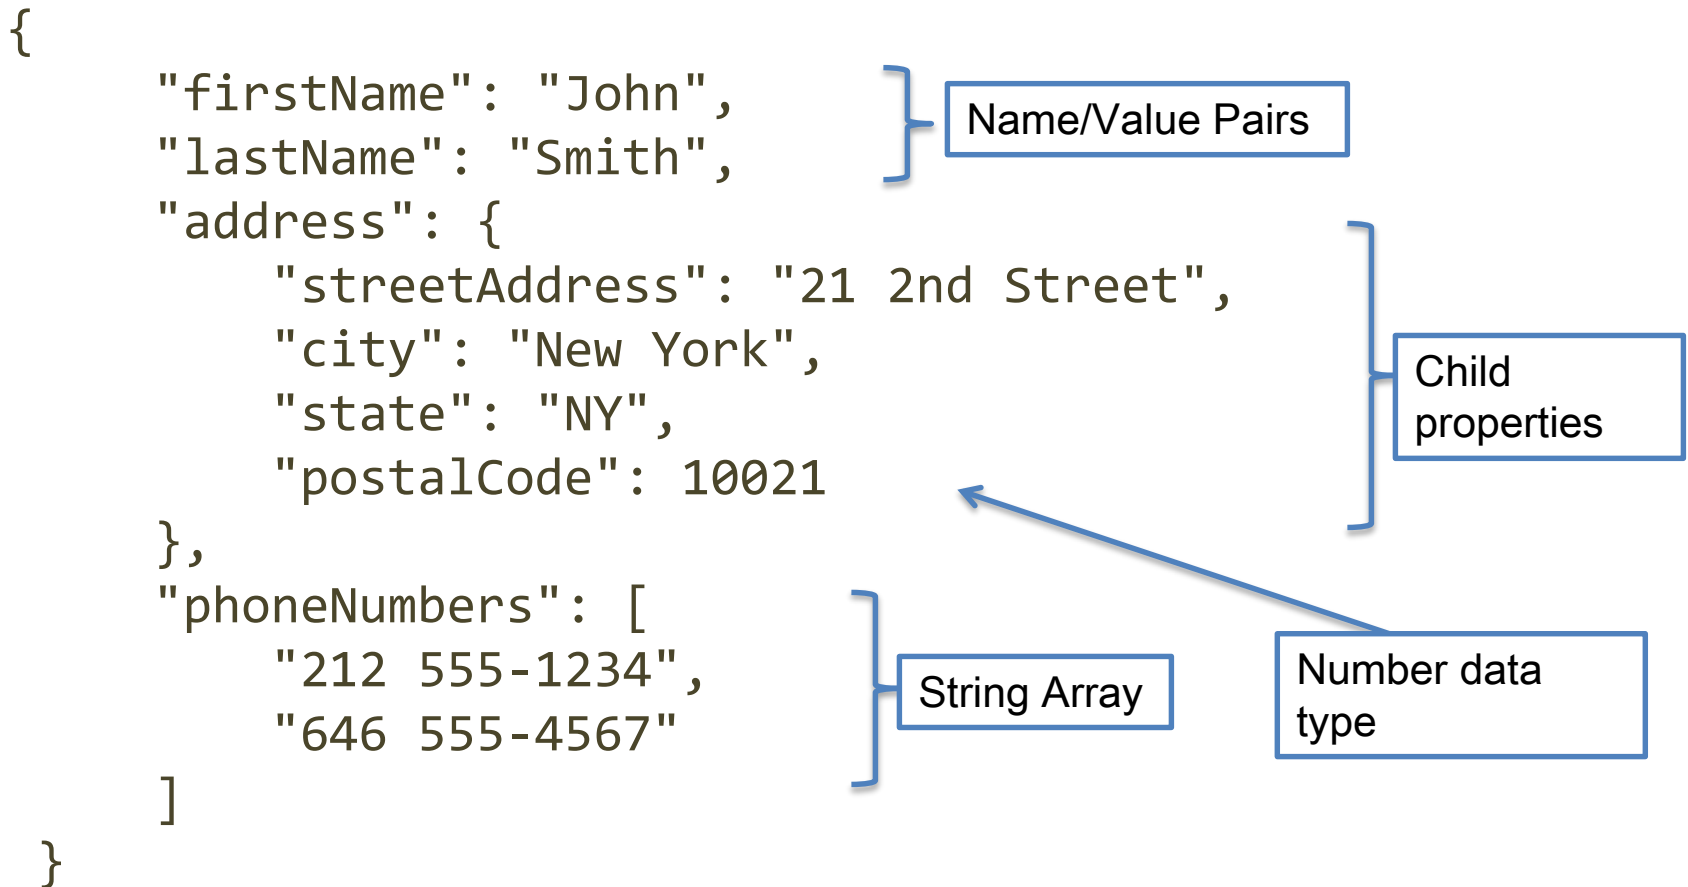 {
"firstName": "John",
"lastName": "Smith",
Name/Value Pairs
"address": {
"streetAddress": "21 2nd Street",
"city": "New York",
"state": "NY",
"postalCode": 10021
Child
properties
},
"phoneNumbers": [
"212 555-1234",
"646 555-4567"
String Array
Number data
type
]
}